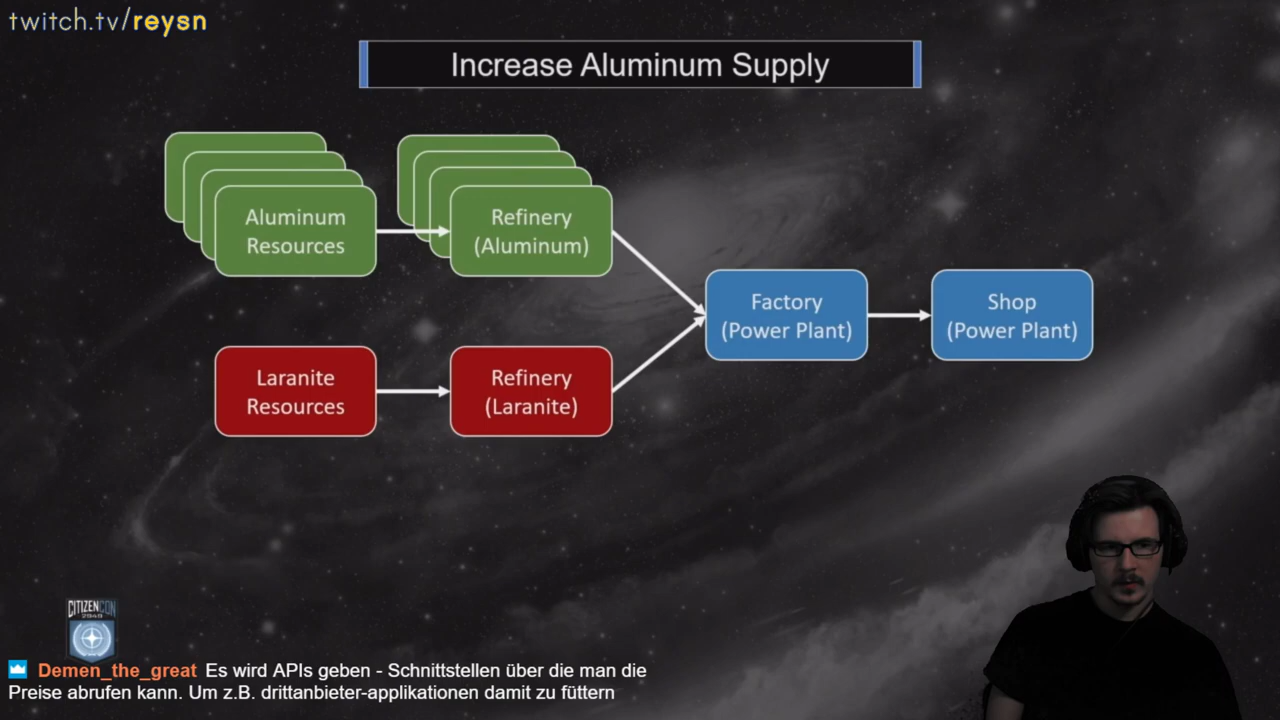 twitch.tv/reysn
Increase Aluminum Supply
Aluminum
Resources
Refinery
(Aluminum)
Factory
(Power Plant)
Shop
(Power Plant)
Laranite
Resources
Refinery
(Laranite)
CITIZENCON
2949
Demen_the_great Es wird APIs geben - Schnittstellen über die man die
Preise abrufen kann. Um z.B. drittanbieter-applikationen damit zu füttern